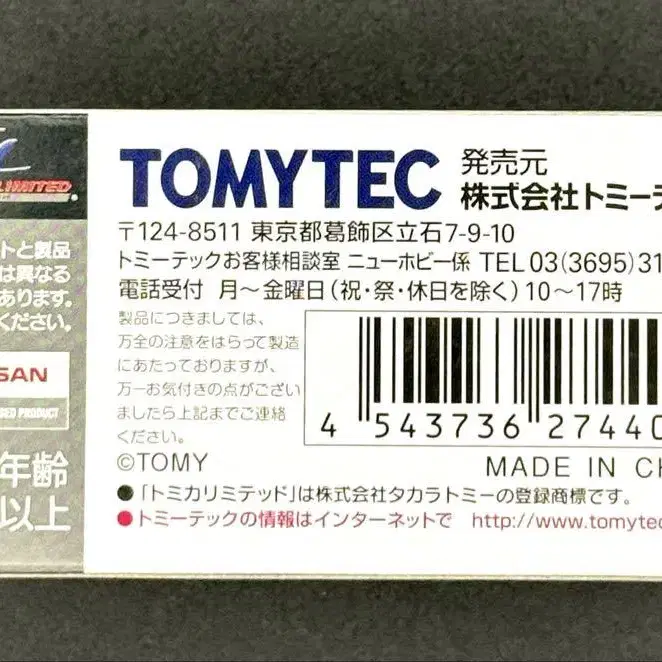 LIMITED
TOMYTEC
発売元
株式会社トミーテ
〒124-8511 東京都葛飾区立石7-9-10
トミーテックお客様相談室 ニューホビー係 TEL 03(3695)31
電話受付 月〜金曜日(祝・祭・休日を除く)10〜17時
トと製品
は異なる
あります。
ください。
製品につきましては、
万全の注意をはらって製造
にあたっておりますが、
万一お気付きの点がござい
ましたら上記までご連絡
ください。
4 543736 27440
SAN
SED PRODUCT
年齢
以上
©TOMY
MADE IN CH
●「トミカリミテッド」は株式会社タカラトミーの登録商標です。
●トミーテックの情報はインターネットで http://www.tomytec